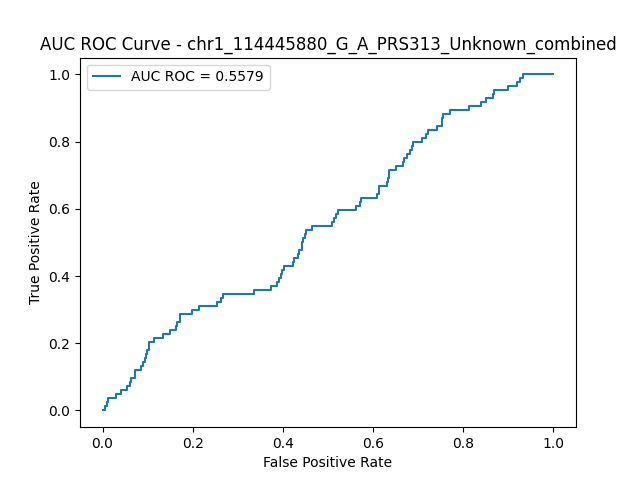 AUC ROC Curve - chr1_114445880_G_A_PRS313_Unknown_combined
AUC ROC = 0.5579
1.0
0.8
0.6
0.4
0.2
0.0
True Positive Rate
0.0 0.2 0.4 0.6 0.8 1.0
False Positive Rate